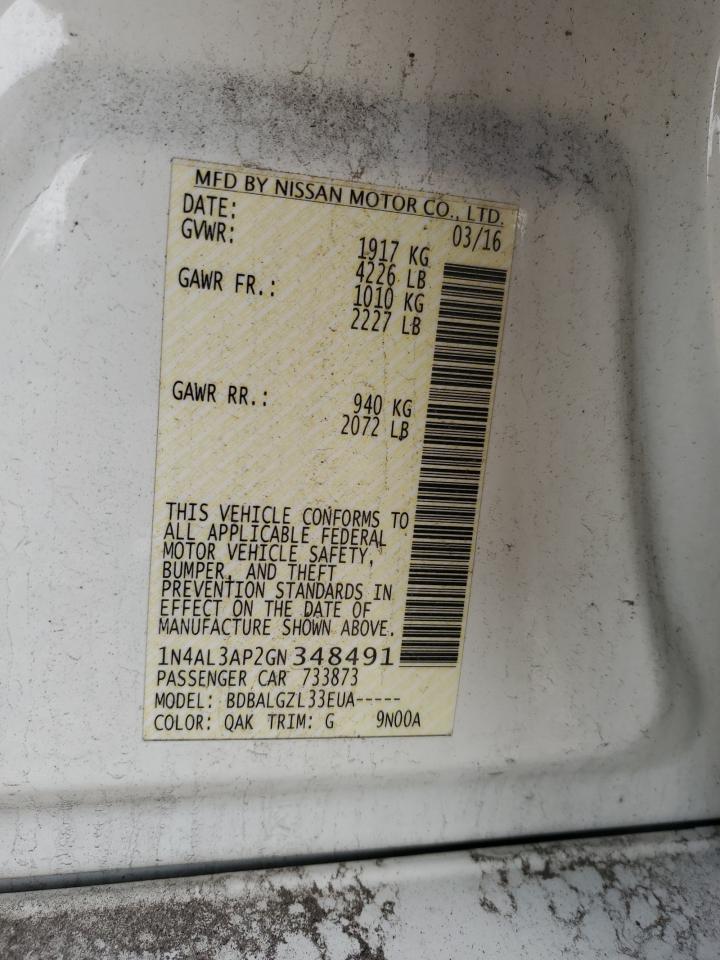 MFD BY NISSAN MOTOR CO., LTD.
DATE: 03/16
GVWR: 1917 KG
4226 LB
GAWR FR.: 1010 KG
2227 LB
GAWR RR.: 940 KG
2072 LB
THIS VEHICLE CONFORMS TO
ALL APPLICABLE FEDERAL
MOTOR VEHICLE SAFETY,
BUMPER, AND THEFT
PREVENTION STANDARDS IN
EFFECT ON THE DATE OF
MANUFACTURE SHOWN ABOVE.
1N4AL3AP2GN348491
PASSENGER CAR 733873
MODEL: BDBALGZL33EUA-----
COLOR: QAK TRIM: G 9N00A